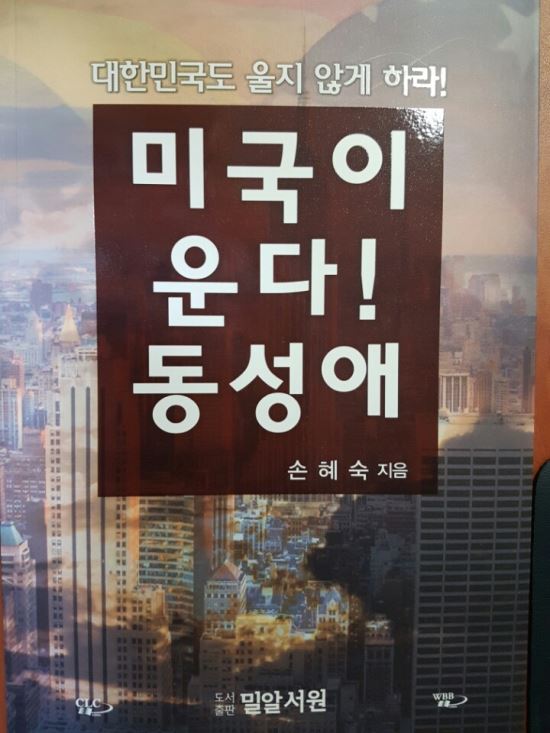 대한민국도 울지 않게 하라!
미국이
운다!
동성애
손혜숙 지음
CLC
도서
출판
밀알서원
WBB